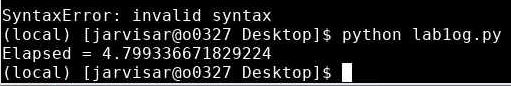 SyntaxError: invalid syntax
(local) [jarvisar@o0327 Desktop]$ python lab1og.py
Elapsed = 4.799336671829224
(local) [jarvisar@o0327 Desktop]$